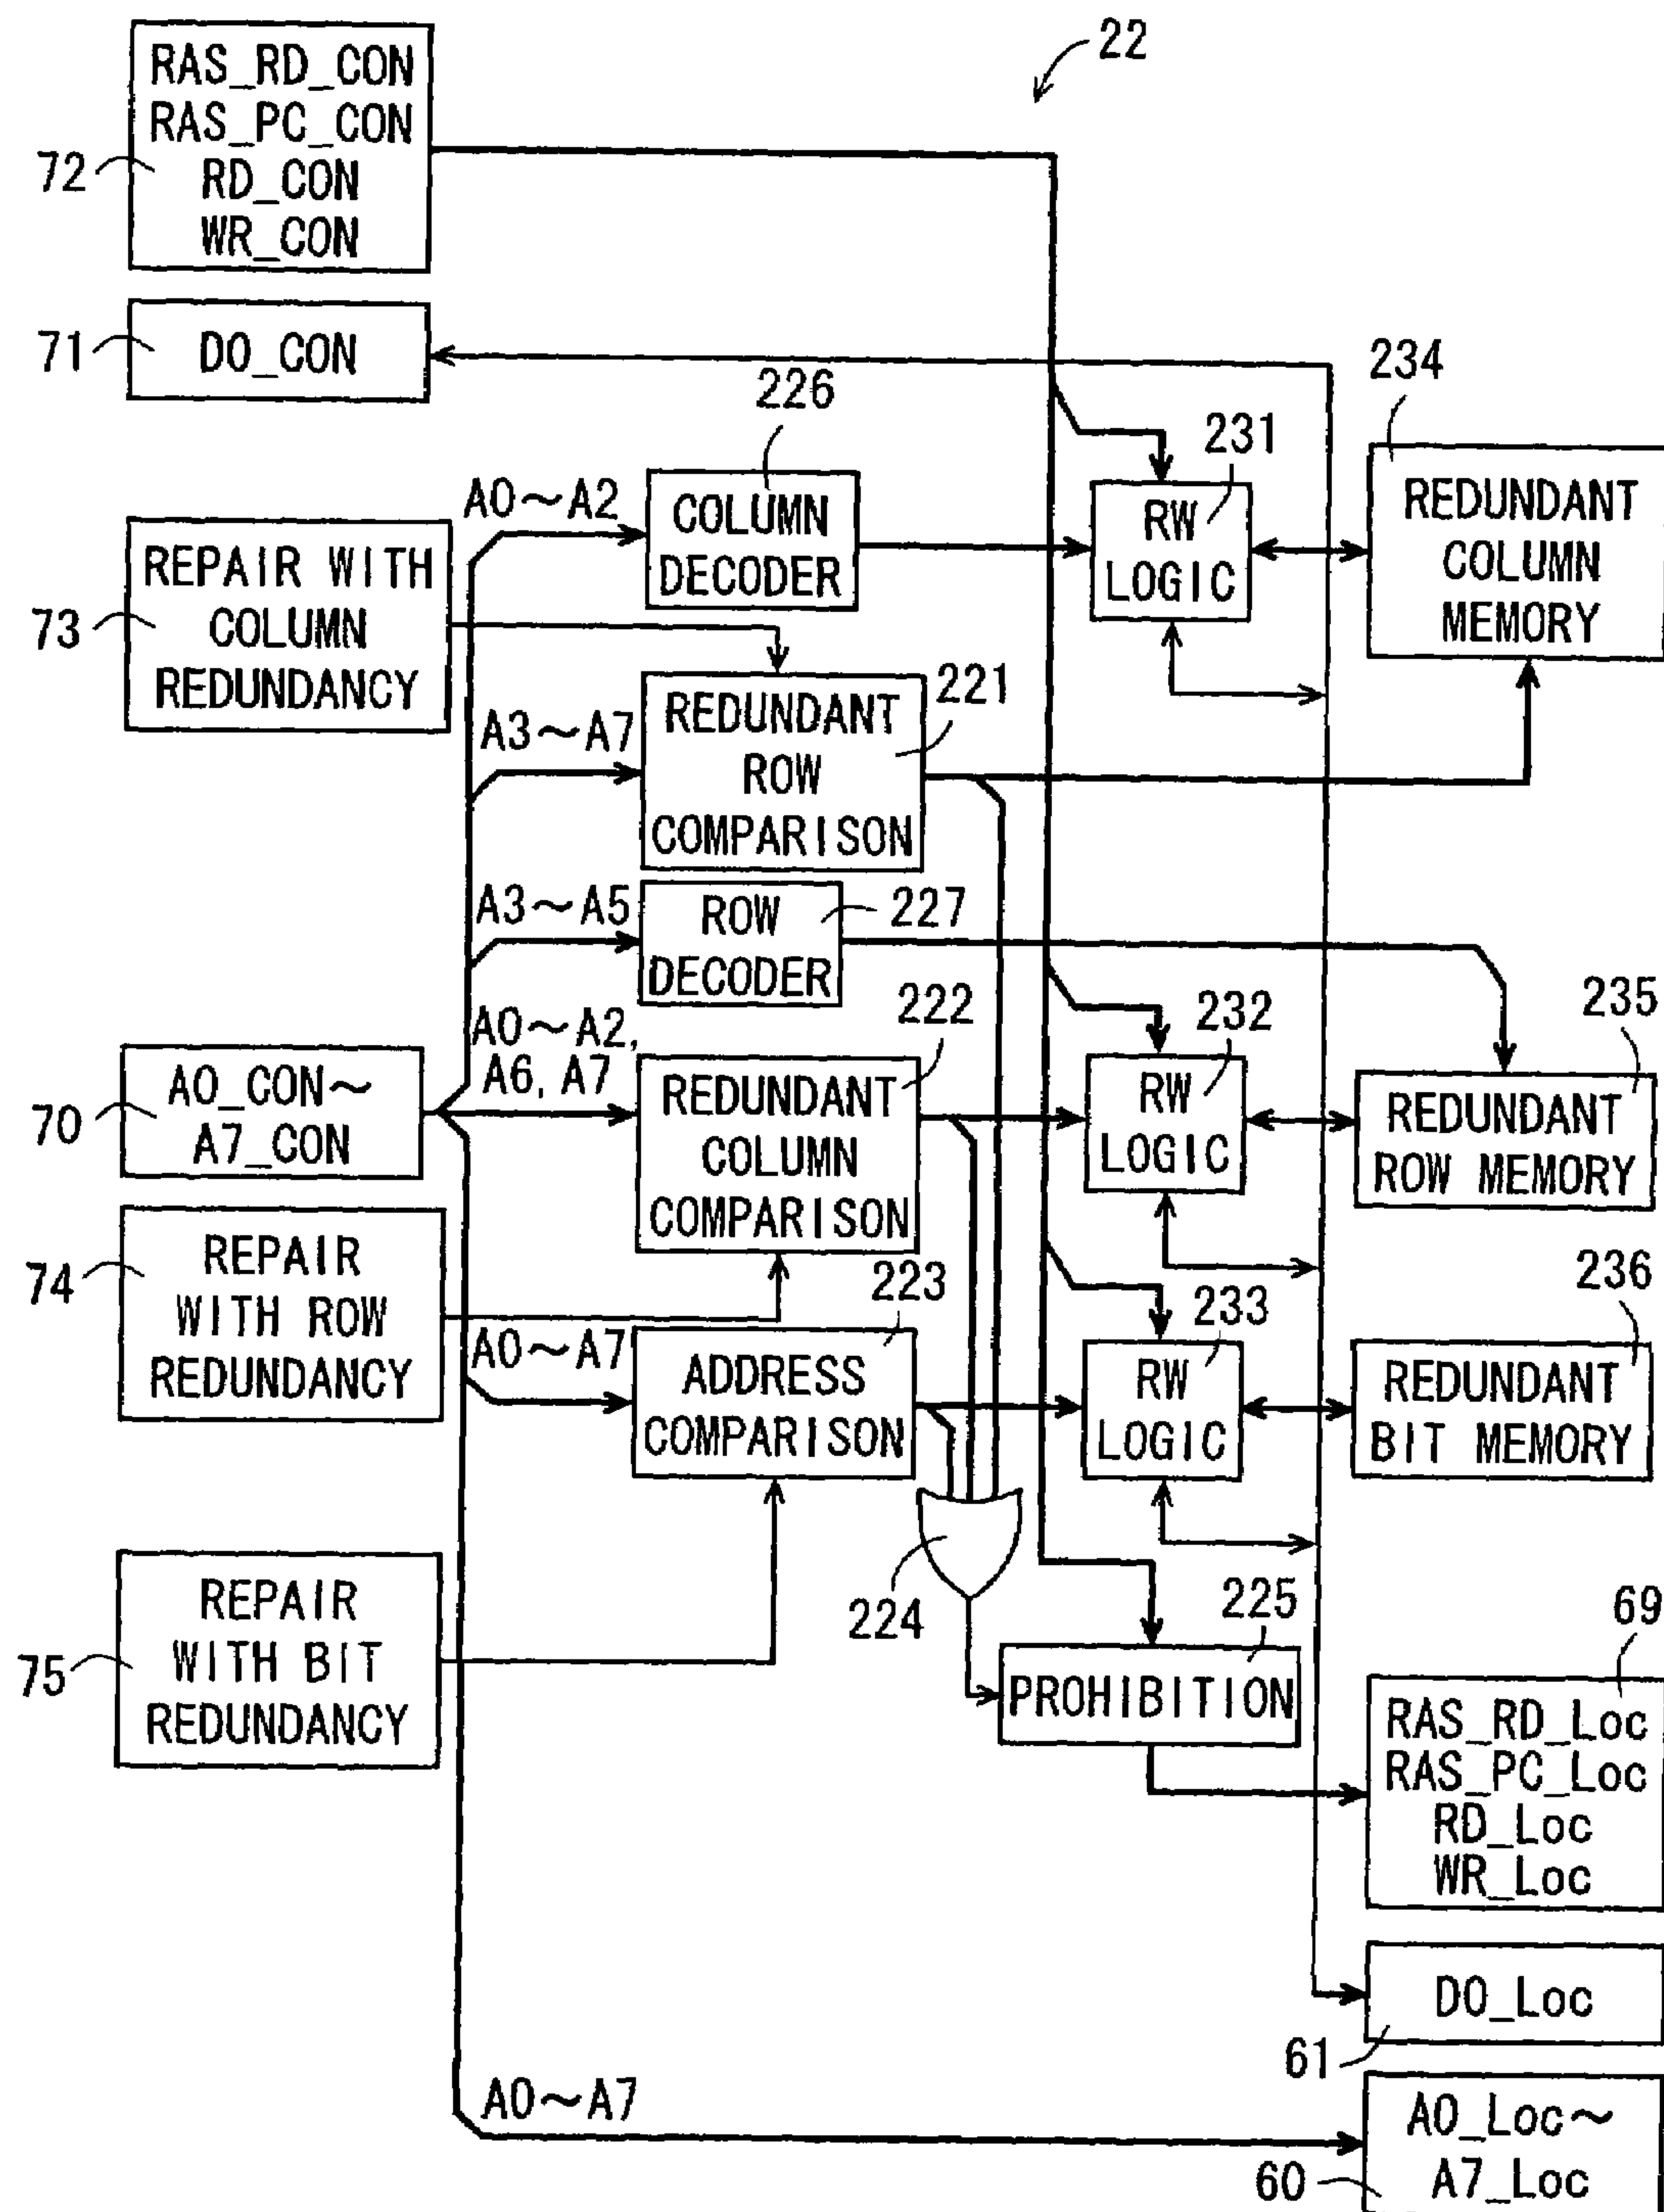 22
RAS_RD_CON
RAS_PC_CON
RD_CON
WR_CON
72
71
D0_CON
226
234
231
A0~A2
COLUMN
DECODER
RW
LOGIC
REDUNDANT
COLUMN
MEMORY
73
REPAIR WITH
COLUMN
REDUNDANCY
221
A3~A7
REDUNDANT
ROW
COMPARISON
A3~A5
ROW
DECODER
227
222
232
235
A0~A2,
A6, A7
70
A0_CON~
A7_CON
REDUNDANT
COLUMN
COMPARISON
RW
LOGIC
REDUNDANT
ROW MEMORY
74
REPAIR
WITH ROW
REDUNDANCY
223
233
236
A0~A7
ADDRESS
COMPARISON
RW
LOGIC
REDUNDANT
BIT MEMORY
75
REPAIR
WITH BIT
REDUNDANCY
224
225
69
PROHIBITION
RAS_RD_Loc
RAS_PC_Loc
RD_Loc
WR_Loc
D0_Loc
61
A0~A7
A0_Loc~
A7_Loc
60